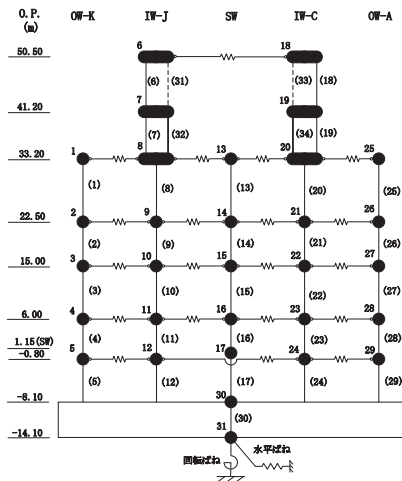 O.P. OW-K IW-J SW IW-C OW-A
(m)
50.50 6 18
(6) (31) (33) (18)
41.20 7 19
(7) (32) (34) (19)
33.20 1 8 13 20 25
(1) (8) (13) (20) (25)
22.50 2 9 14 21 26
(2) (9) (14) (21) (26)
15.00 3 10 15 22 27
(3) (10) (15) (22) (27)
6.00 4 11 16 23 28
1.15(SW) (4) (11) (16) (23) (28)
-0.80 5 12 17 24 29
(5) (12) (17) (24) (29)
-8.10 30
(30)
-14.10 31
水平ばね
回転ばね